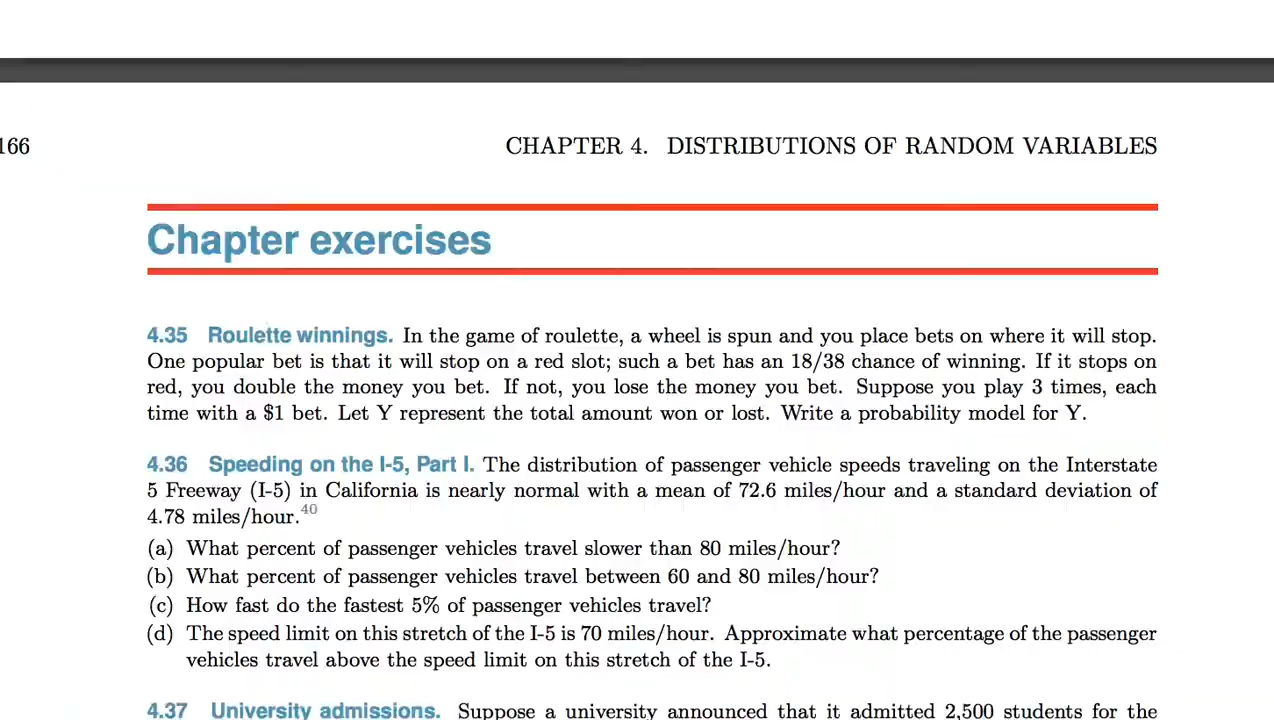 166 CHAPTER 4. DISTRIBUTIONS OF RANDOM VARIABLES
Chapter exercises
4.35 Roulette winnings. In the game of roulette, a wheel is spun and you place bets on where it will stop.
One popular bet is that it will stop on a red slot; such a bet has an 18/38 chance of winning. If it stops on
red, you double the money you bet. If not, you lose the money you bet. Suppose you play 3 times, each
time with a $1 bet. Let Y represent the total amount won or lost. Write a probability model for Y.
4.36 Speeding on the I-5, Part I. The distribution of passenger vehicle speeds traveling on the Interstate
5 Freeway (I-5) in California is nearly normal with a mean of 72.6 miles/hour and a standard deviation of
4.78 miles/hour.40
(a) What percent of passenger vehicles travel slower than 80 miles/hour?
(b) What percent of passenger vehicles travel between 60 and 80 miles/hour?
(c) How fast do the fastest 5% of passenger vehicles travel?
(d) The speed limit on this stretch of the I-5 is 70 miles/hour. Approximate what percentage of the passenger
vehicles travel above the speed limit on this stretch of the I-5.
4.37 University admissions. Suppose a university announced that it admitted 2,500 students for the